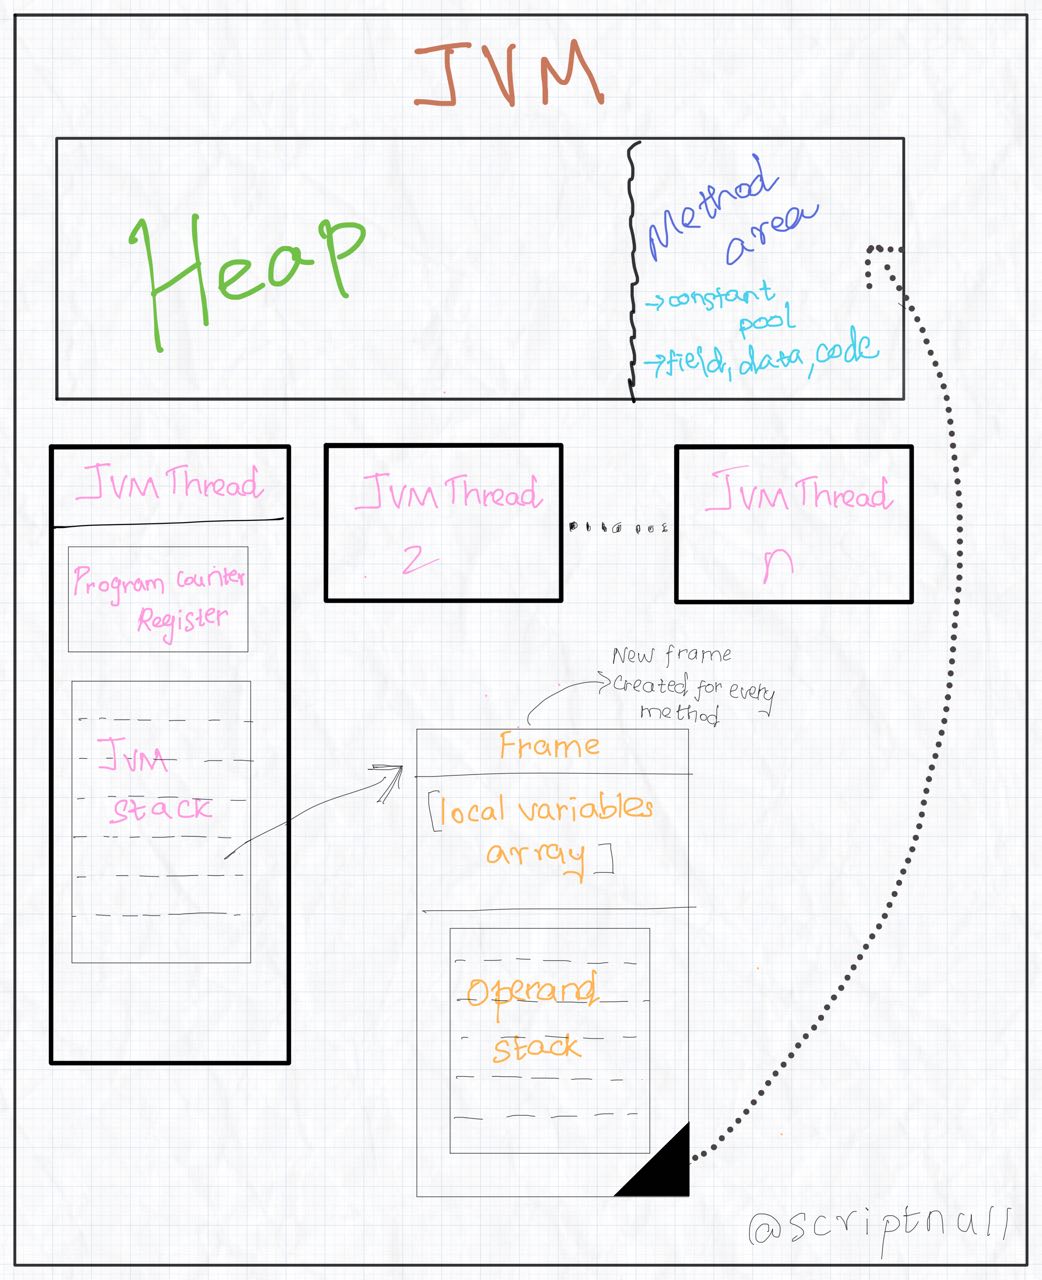 JVM
Heap
Method
area
→constant
pool
→field, data, code
JVM Thread
JVM Thread
2
JVM Thread
n
Program Counter
Register
JVM
stack
New frame
Created for every
method
Frame
[local variables
array]
Operand
stack
@scriptnull